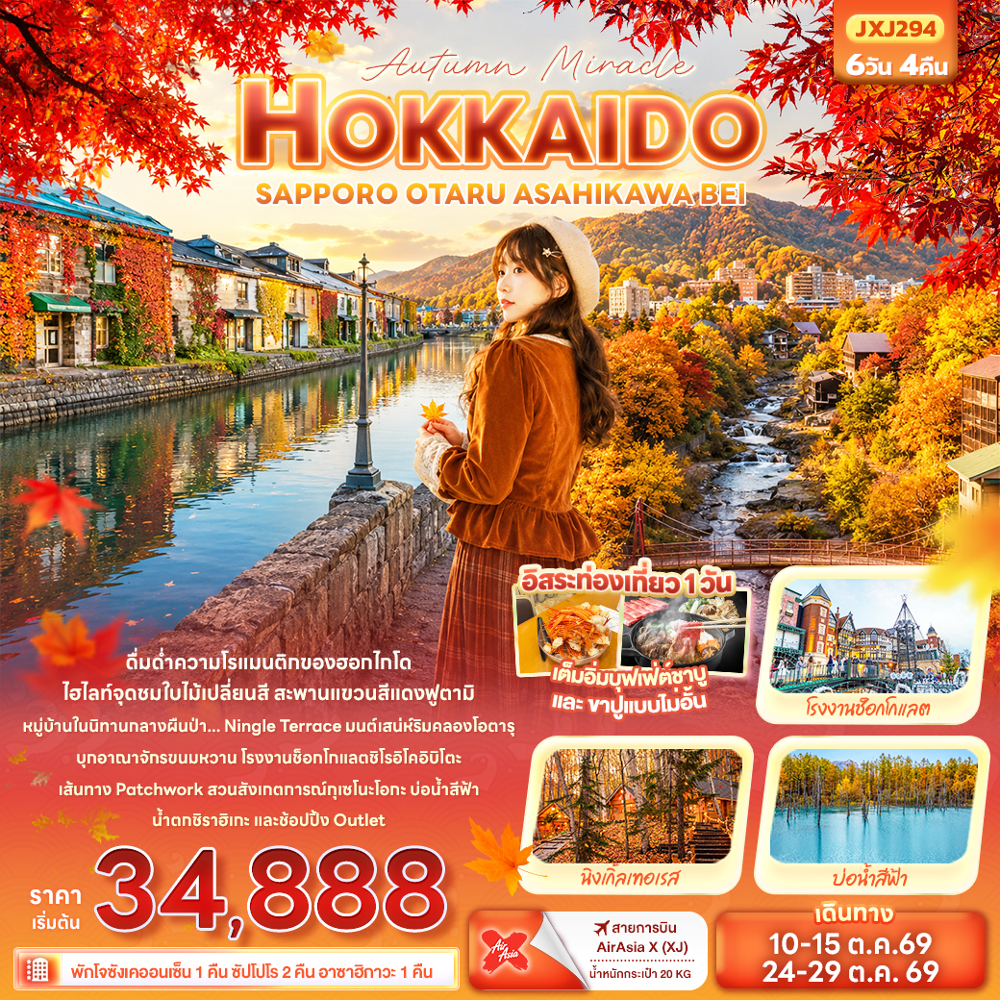 JXJ294
6วัน 4คืน
Autumn Miracle
HOKKAIDO
SAPPORO OTARU ASAHIKAWA BEI
อิสระท่องเที่ยว 1 วัน
เต็มอิ่มบุฟเฟ่ต์ชาบู
และ ขาปูแบบไม่อั้น
โรงงานช็อกโกแลต
ดื่มด่ำความโรแมนติกของฮอกไกโด
ไฮไลท์จุดชมใบไม้เปลี่ยนสี สะพานแขวนสีแดงฟูตามิ
หมู่บ้านในนิทานกลางผืนป่า... Ningle Terrace มนต์เสน่ห์ริมคลองโอตารุ
บุกอาณาจักรขนมหวาน โรงงานช็อกโกแลตชิโรอิโคอิบิโตะ
เส้นทาง Patchwork สวนสังเกตการณ์กุเซโนะโอกะ บ่อน้ำสีฟ้า
น้ำตกชิราฮิเกะ และช้อปปิ้ง Outlet
นิงเกิ้ลเทอเรส
บ่อน้ำสีฟ้า
ราคา
เริ่มต้น
34,888
พักโจซังเคออนเซ็น 1 คืน ซัปโปโร 2 คืน อาซาฮิกาวะ 1 คืน
Air
Asia
X
สายการบิน
AirAsia X (XJ)
น้ำหนักกระเป๋า 20 KG
เดินทาง
10-15 ต.ค.69
24-29 ต.ค. 69